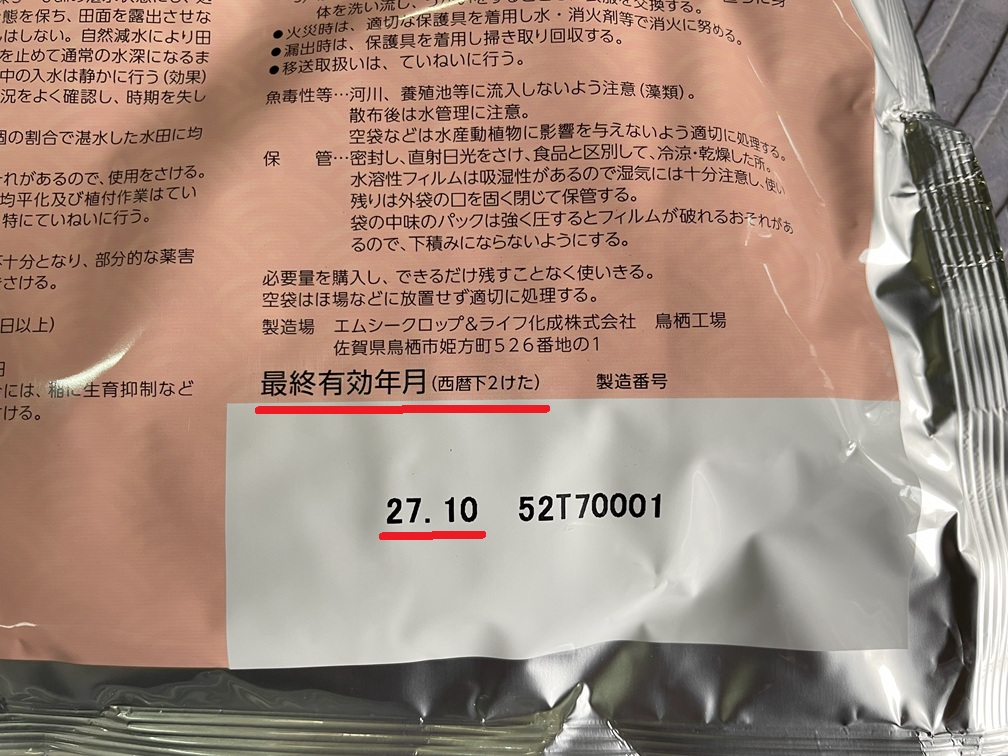 態を保ち、田面を露出させな
はしない。自然減水により田
を止めて通常の水深になるま
中の入水は静かに行う(効果)
況をよく確認し、時期を失し
個の割合で湛水した水田に均
れがあるので、使用をさける。
均平化及び植付作業はてい
特にていねいに行う。
十分となり、部分的な薬害
さける。
日以上)
には、稲に生育抑制など
ける。
体を洗い流し、
を交換する。
●火災時は、適切な保護具を着用し水・消火剤等で消火に努める。
●漏出時は、保護具を着用し掃き取り回収する。
●移送取扱いは、ていねいに行う。
魚毒性等…河川、養殖池等に流入しないよう注意(藻類)。
散布後は水管理に注意。
空袋などは水産動植物に影響を与えないよう適切に処理する。
保 管…密封し、直射日光をさけ、食品と区別して、冷涼・乾燥した所。
水溶性フィルムは吸湿性があるので湿気には十分注意し、使い
残りは外袋の口を固く閉じて保管する。
袋の中味のパックは強く圧するとフィルムが破れるおそれがあ
るので、下積みにならないようにする。
必要量を購入し、できるだけ残すことなく使いきる。
空袋はほ場などに放置せず適切に処理する。
製造場 エムシークロップ&ライフ化成株式会社 鳥栖工場
佐賀県鳥栖市姫方町526番地の1
最終有効年月(西暦下2けた) 製造番号
27.10 52T70001